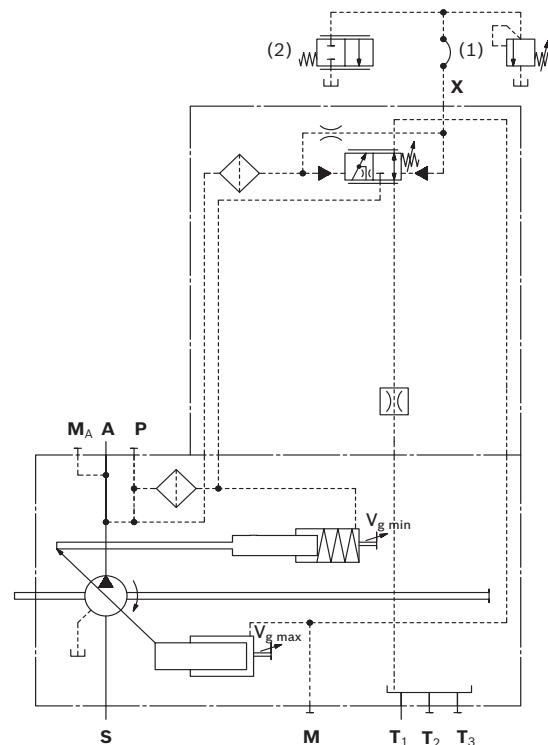 (2) (1)
X
M_A A P
V_g min
V_g max
S M T_1 T_2 T_3